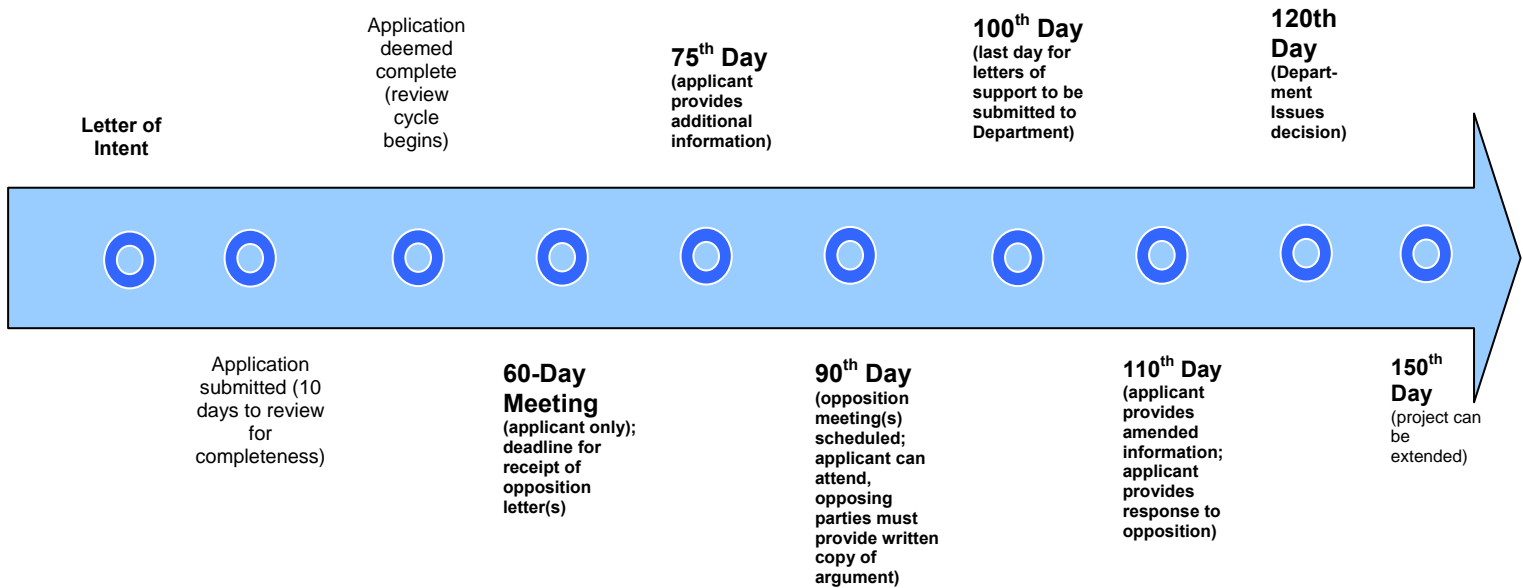 Letter of
Intent
Application
submitted (10
days to review
for
completeness)
Application
deemed
complete
(review
cycle
begins)
60-Day
Meeting
(applicant only);
deadline for
receipt of
opposition
letter(s)
75th Day
(applicant
provides
additional
information)
90th Day
(opposition
meeting(s)
scheduled;
applicant can
attend,
opposing
parties must
provide written
copy of
argument)
100th Day
(last day for
letters of
support to be
submitted to
Department)
110th Day
(applicant
provides
amended
information;
applicant
provides
response to
opposition)
120th
Day
(Depart-
ment
Issues
decision)
150th
Day
(project can
be
extended)